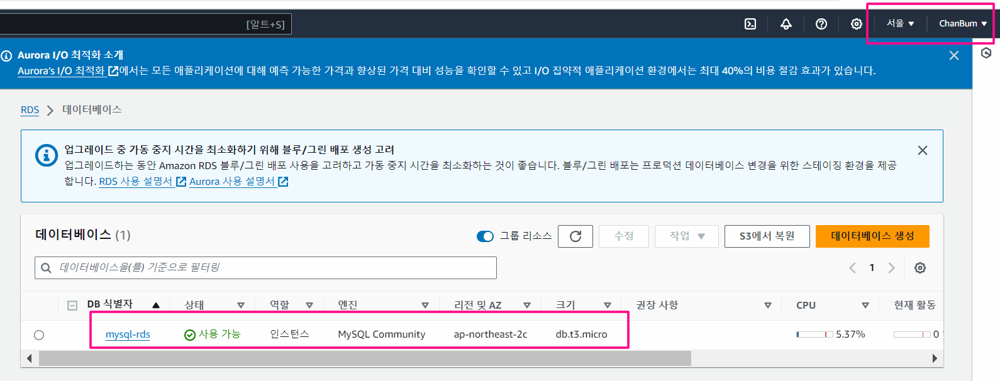 [알트+S]
서울 ▼
ChanBum ▼
Aurora I/O 최적화 소개
Aurora's I/O 최적화 에서는 모든 애플리케이션에 대해 예측 가능한 가격과 향상된 가격 대비 성능을 확인할 수 있고 I/O 집약적 애플리케이션 환경에서는 최대 40%의 비용 절감 효과가 있습니다.
RDS > 데이터베이스
업그레이드 중 가동 중지 시간을 최소화하기 위해 블루/그린 배포 생성 고려
업그레이드하는 동안 Amazon RDS 블루/그린 배포 사용을 고려하고 가동 중지 시간을 최소화하는 것이 좋습니다. 블루/그린 배포는 프로덕션 데이터베이스 변경을 위한 스테이징 환경을 제공
합니다. RDS 사용 설명서 Aurora 사용 설명서
데이터베이스 (1)
그룹 리소스
수정
작업 ▼
S3에서 복원
데이터베이스 생성
데이터베이스을(를) 기준으로 필터링
1
DB 식별자 상태 역할 엔진 리전 및 AZ 크기 권장 사항 CPU 현재 활동
mysql-rds 사용 가능 인스턴스 MySQL Community ap-northeast-2c db.t3.micro 5.37% 0